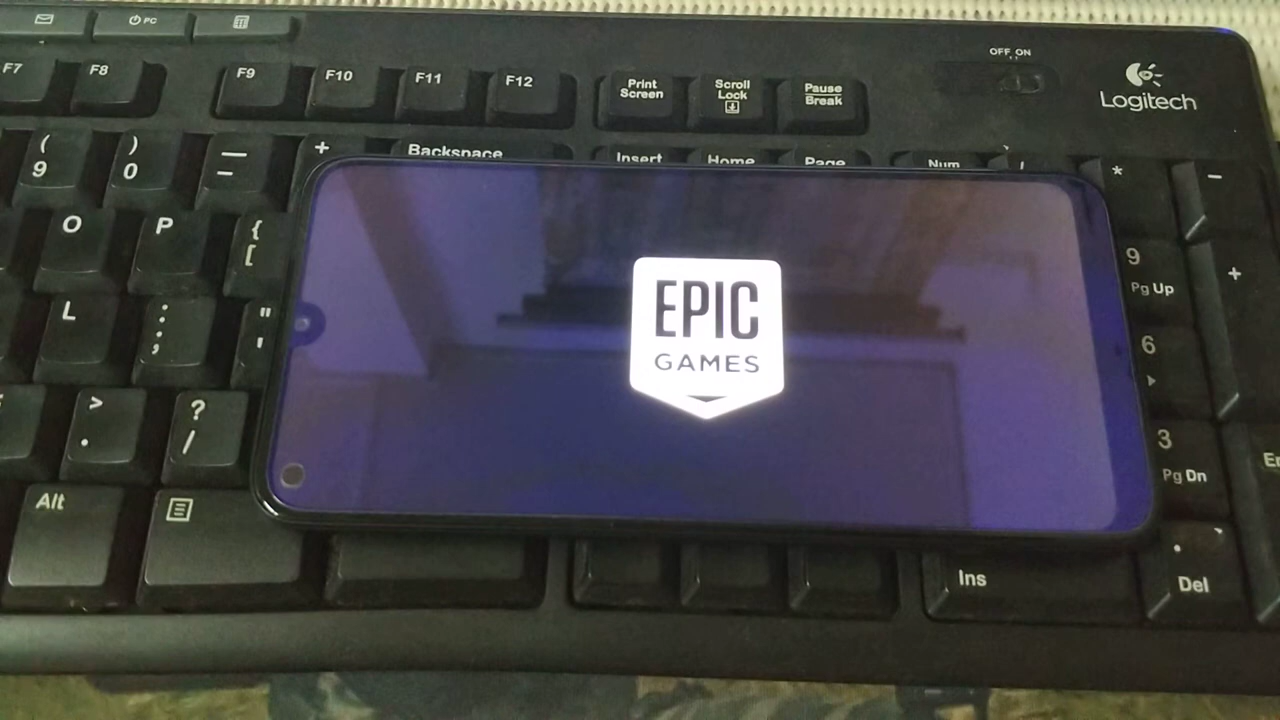 PC
OFF ON
Logitech
F7
F8
F9
F10
F11
F12
Print
Screen
Scroll
Lock
Pause
Break
(
9
)
0
—
–
+
Backspace
Insert
Home
Page
Num
/
*
–
O
P
{
[
9
Pg Up
+
L
:
;
"
'
6
EPIC
GAMES
>
.
?
/
3
Pg Dn
Alt
Ins
.
Del